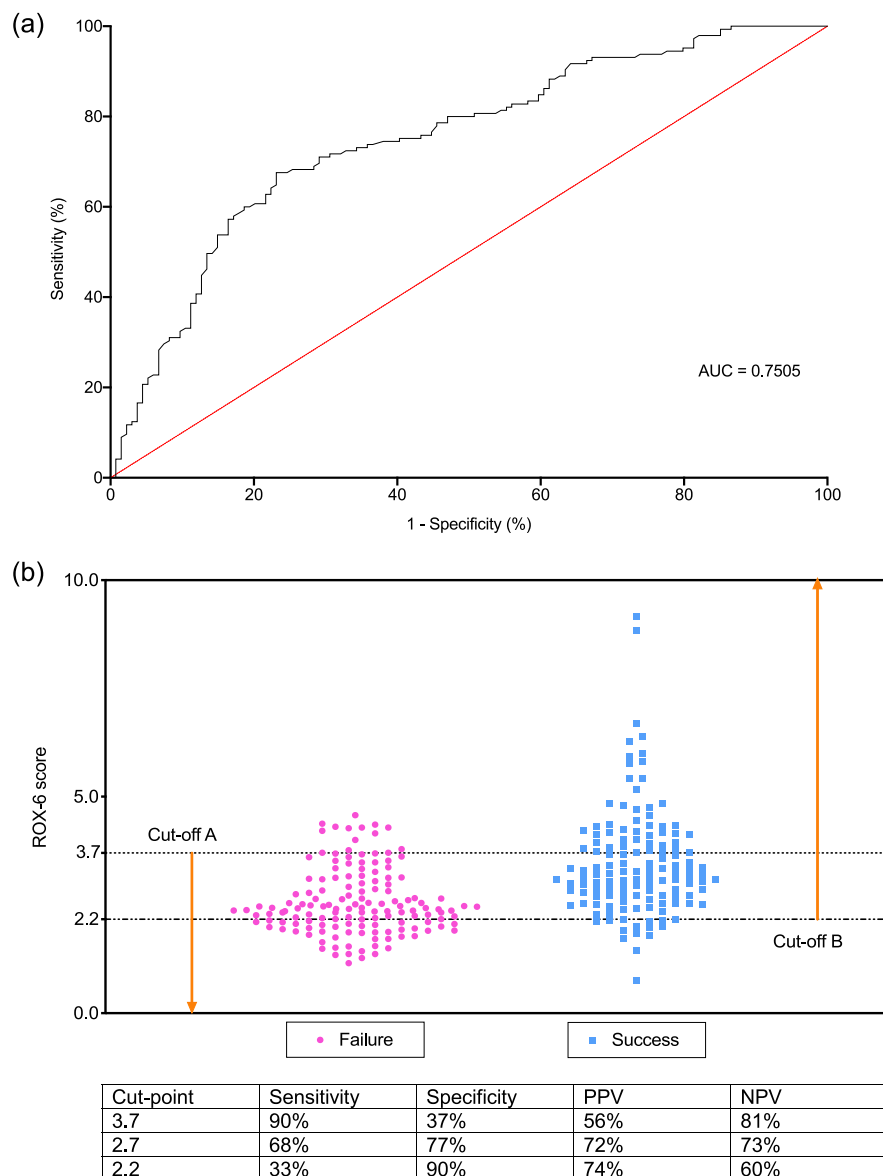 (a)
100
80
60
40
20
0
Sensitivity (%)
AUC = 0.7505
0 20 40 60 80 100
1 - Specificity (%)
(b)
10.0
5.0
3.7
2.2
0.0
ROX-6 score
Cut-off A
Cut-off B
Failure Success
Cut-point Sensitivity Specificity PPV NPV
3.7 90% 37% 56% 81%
2.7 68% 77% 72% 73%
2.2 33% 90% 74% 60%